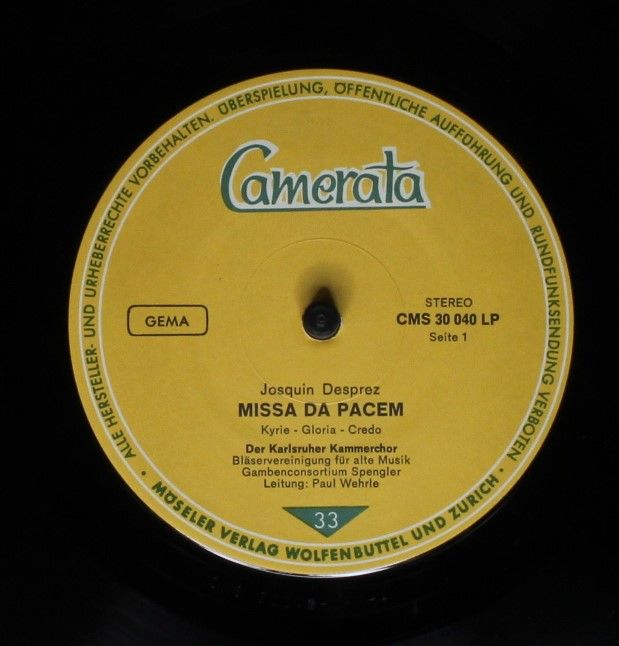 ALLE HERSTELLER- UND URHEBERRECHTE VORBEHALTEN. ÜBERSPIELUNG, ÖFFENTLICHE AUFFÜHRUNG UND RUNDFUNKSENDUNG VERBOTEN
Camerata
GEMA
STEREO
CMS 30 040 LP
Seite 1
Josquin Desprez
MISSA DA PACEM
Kyrie - Gloria - Credo
Der Karlsruher Kammerchor
Bläservereinigung für alte Musik
Gambenconsortium Spengler
Leitung: Paul Wehrle
33
• MÖSELER VERLAG WOLFENBÜTTEL UND ZÜRICH •